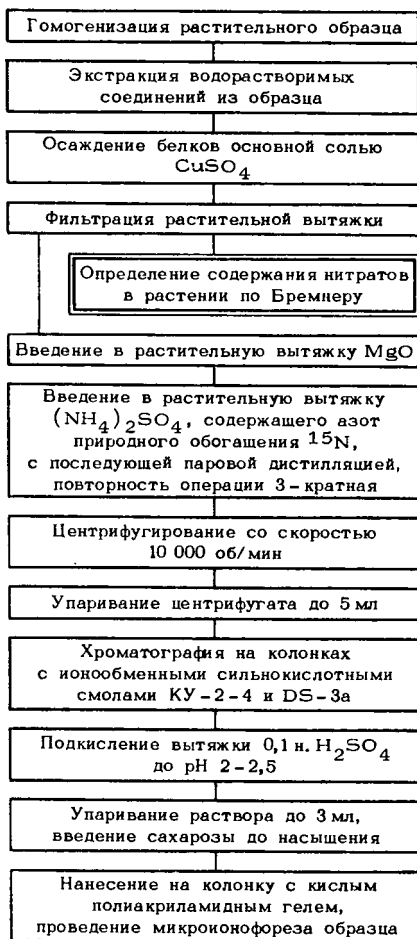 Гомогенизация растительного образца
Экстракция водорастворимых
соединений из образца
Осаждение белков основной солью
CuSO₄
Фильтрация растительной вытяжки
Определение содержания нитратов
в растении по Бремнеру
Введение в растительную вытяжку MgO
Введение в растительную вытяжку
(NH₄)₂SO₄, содержащего азот
природного обогащения ¹⁵N,
с последующей паровой дистилляцией,
повторность операции 3-кратная
Центрифугирование со скоростью
10 000 об/мин
Упаривание центрифугата до 5 мл
Хроматография на колонках
с ионообменными сильнокислотными
смолами КУ-2-4 и DS-3а
Подкисление вытяжки 0,1 н. H₂SO₄
до pH 2-2,5
Упаривание раствора до 3 мл,
введение сахарозы до насыщения
Нанесение на колонку с кислым
полиакриламидным гелем,
проведение микроионофореза образца